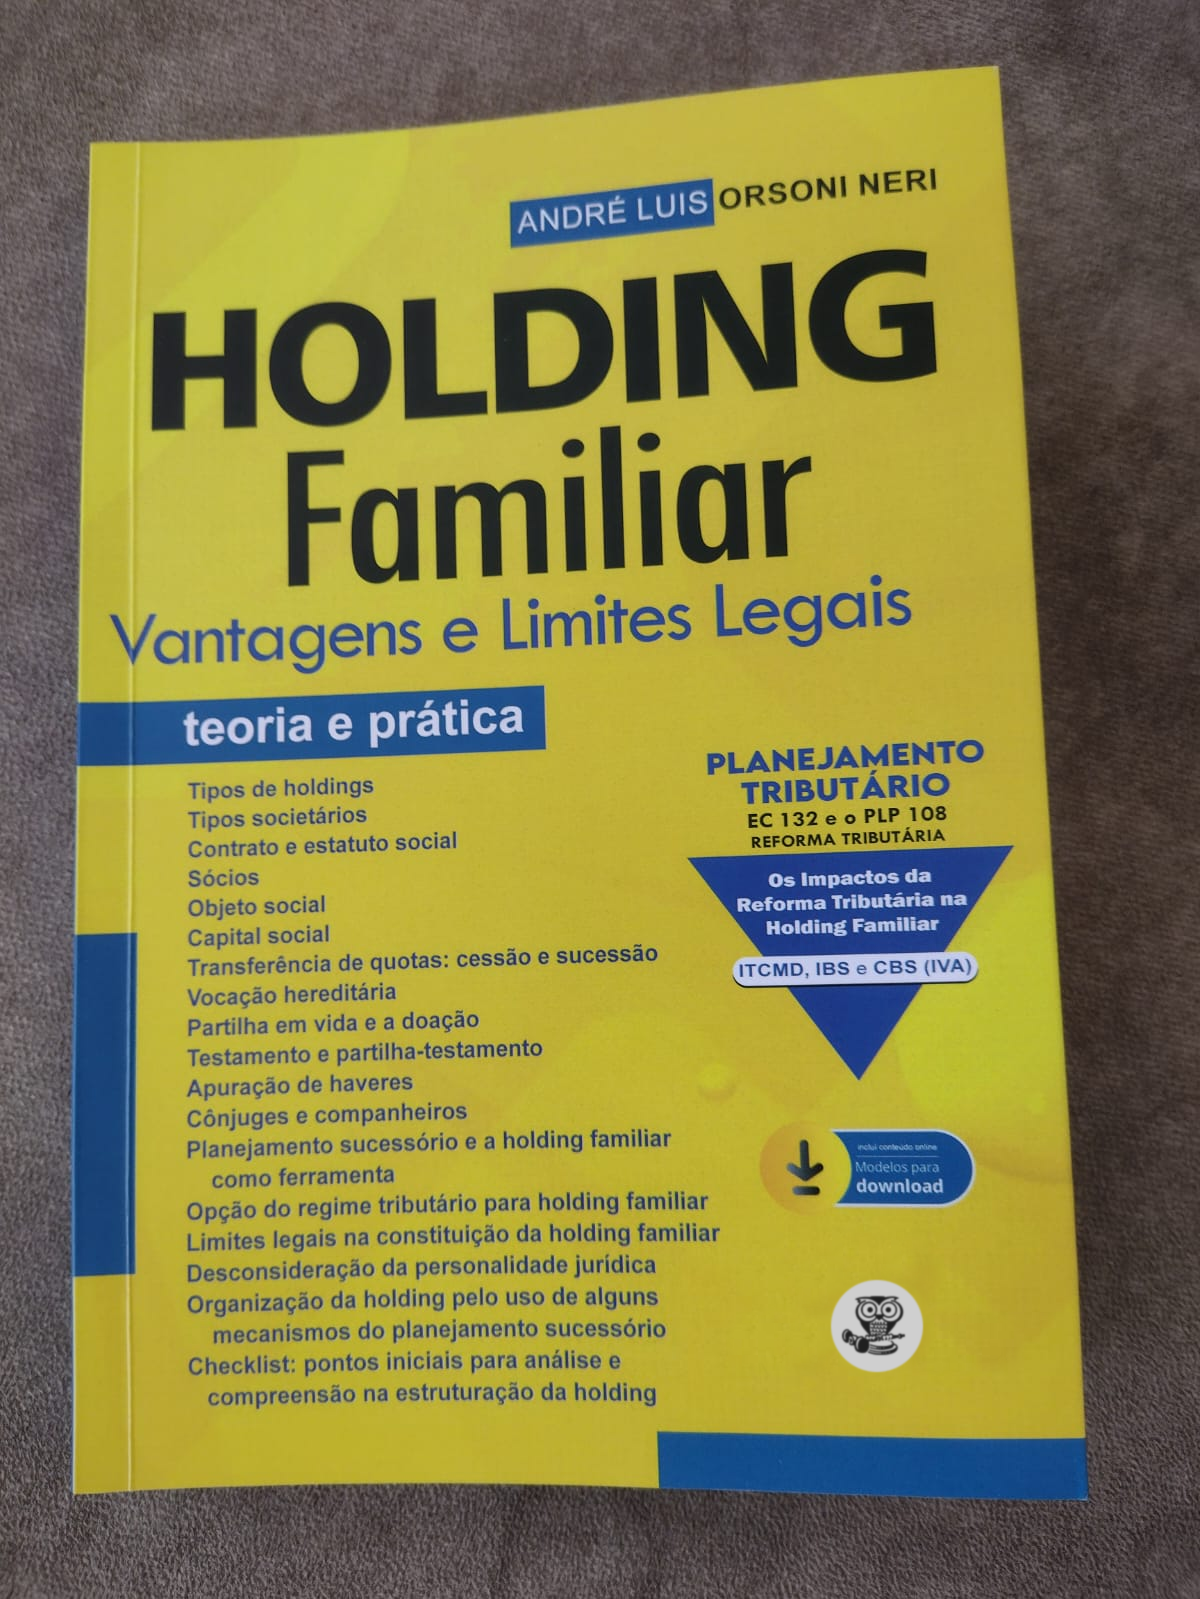 ANDRÉ LUIS ORSONI NERI
HOLDING
Familiar
Vantagens e Limites Legais
teoria e prática
Tipos de holdings
Tipos societários
Contrato e estatuto social
Sócios
Objeto social
Capital social
Transferência de quotas: cessão e sucessão
Vocação hereditária
Partilha em vida e a doação
Testamento e partilha-testamento
Apuração de haveres
Cônjuges e companheiros
Planejamento sucessório e a holding familiar
como ferramenta
Opção do regime tributário para holding familiar
Limites legais na constituição da holding familiar
Desconsideração da personalidade jurídica
Organização da holding pelo uso de alguns
mecanismos do planejamento sucessório
Checklist: pontos iniciais para análise e
compreensão na estruturação da holding
PLANEJAMENTO
TRIBUTÁRIO
EC 132 e o PLP 108
REFORMA TRIBUTÁRIA
Os Impactos da
Reforma Tributária na
Holding Familiar
ITCMD, IBS e CBS (IVA)
inclui conteúdo online
Modelos para
download